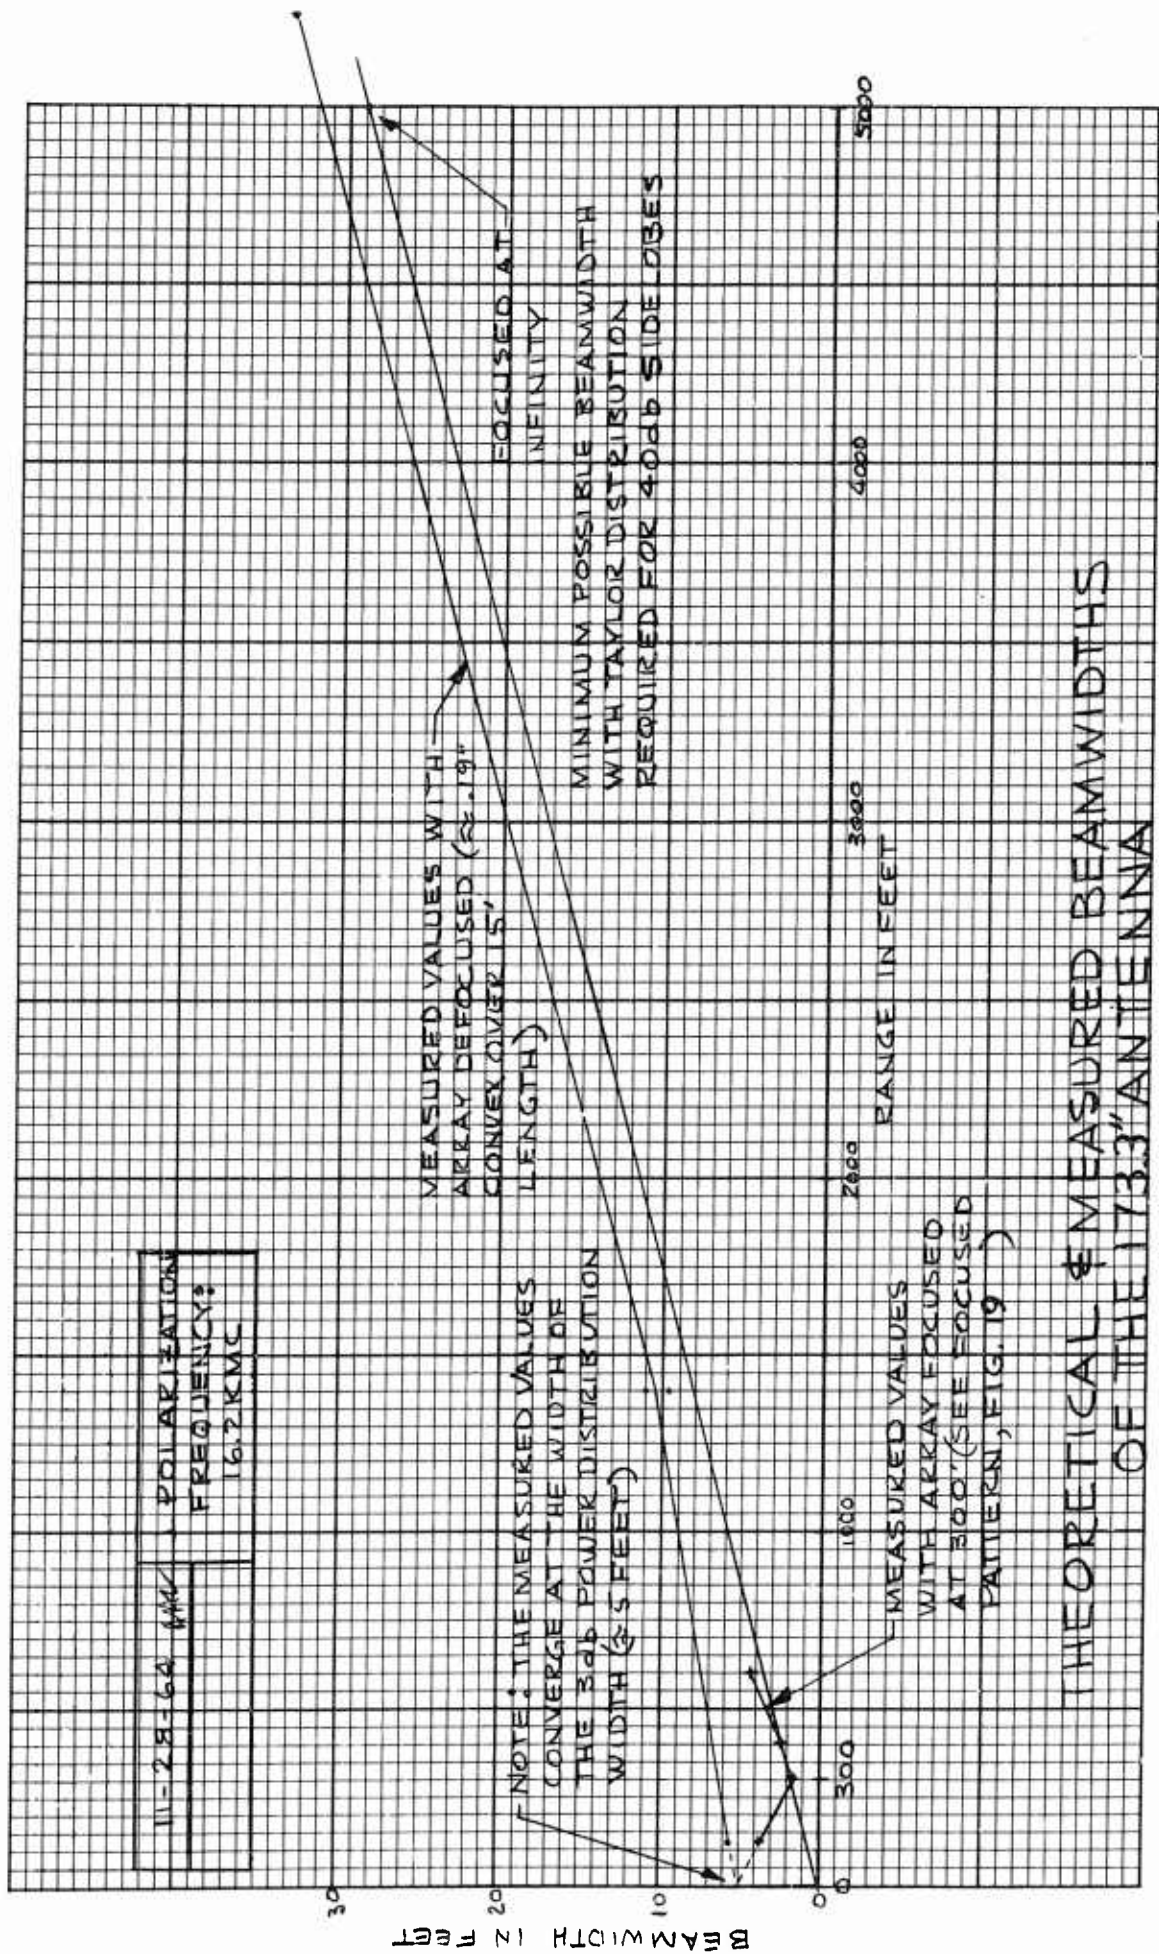 11-28-64
POLARIZATION
FREQUENCY:
16.2KMC
NOTE: THE MEASURED VALUES
CONVERGE AT THE WIDTH OF
THE 3db POWER DISTRIBUTION
WIDTH (≈5 FEET)
MEASURED VALUES WITH
ARRAY DEFOCUSED (≈.19"
CONVEX OVER 15'
LENGTH)
FOCUSED AT
INFINITY
MINIMUM POSSIBLE BEAMWIDTH
WITH TAYLOR DISTRIBUTION
REQUIRED FOR 40db SIDELOBES
MEASURED VALUES
WITH ARRAY FOCUSED
AT 300' (SEE FOCUSED
PATTERN, FIG. 19)
BEAMWIDTH IN FEET
30
20
10
0
0
300
1000
2000
3000
4000
5000
RANGE IN FEET
THEORETICAL & MEASURED BEAMWIDTHS
OF THE 173.3" ANTENNA